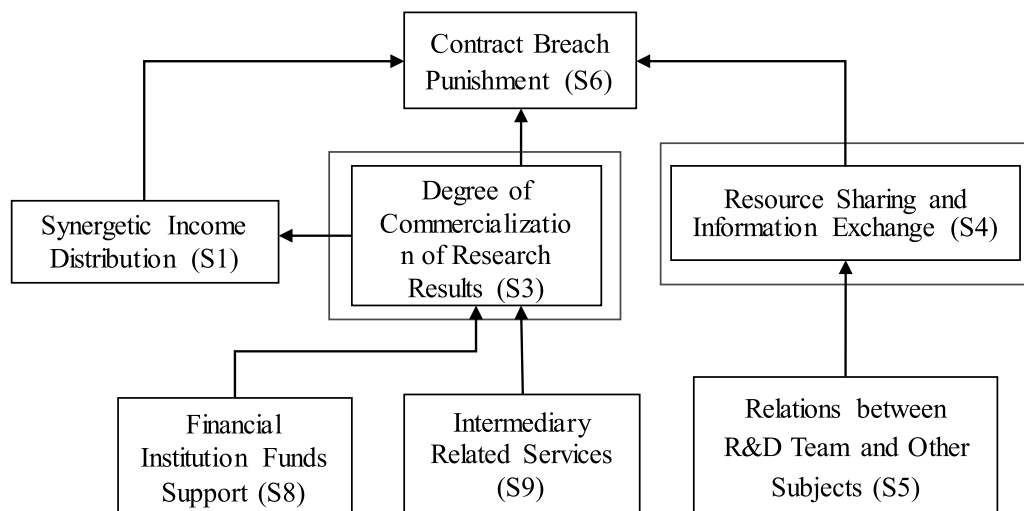 Contract Breach
Punishment (S6)
Degree of
Commercializatio
n of Research
Results (S3)
Resource Sharing and
Information Exchange (S4)
Synergetic Income
Distribution (S1)
Financial
Institution Funds
Support (S8)
Intermediary
Related Services
(S9)
Relations between
R&D Team and Other
Subjects (S5)